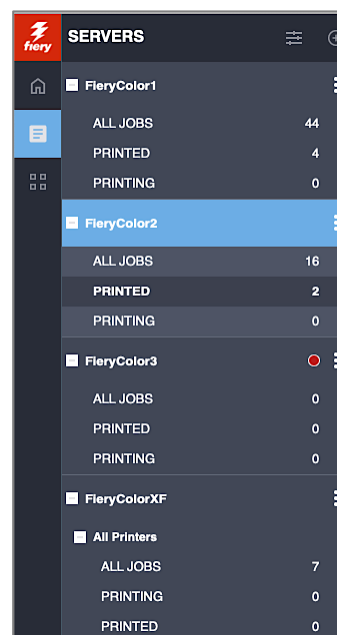 fiery
SERVERS
FieryColor1
ALL JOBS 44
PRINTED 4
PRINTING 0
FieryColor2
ALL JOBS 16
PRINTED 2
PRINTING 0
FieryColor3
ALL JOBS 0
PRINTED 0
PRINTING 0
FieryColorXF
All Printers
ALL JOBS 7
PRINTING 0
PRINTED 0